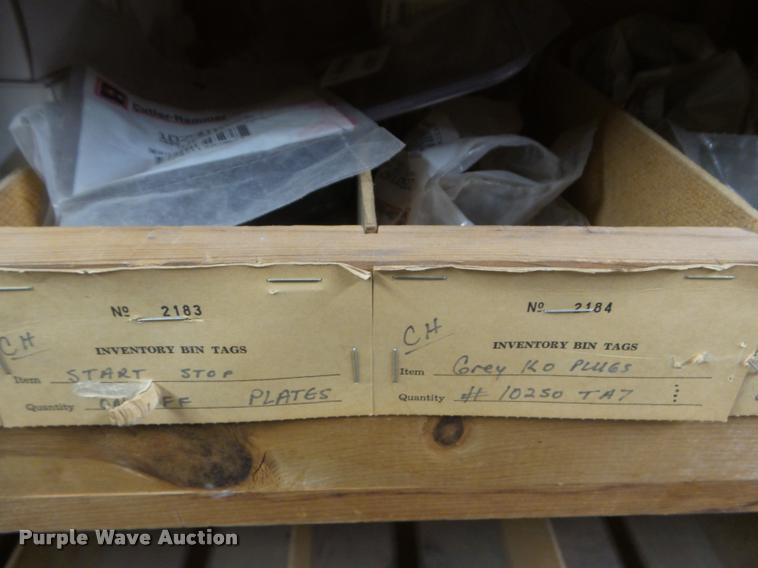 Cutler-Hammer
No 2183
CH
INVENTORY BIN TAGS
Item START STOP
Quantity PLATES
No 2184
CH
INVENTORY BIN TAGS
Item Grey KO PLUGS
Quantity # 10250 TA7
Purple Wave Auction